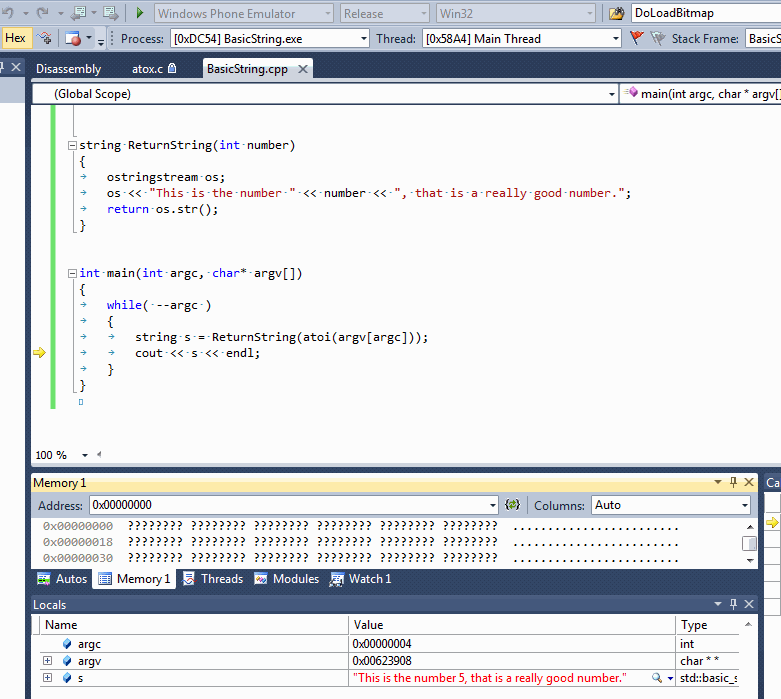 Windows Phone Emulator Release Win32 DoLoadBitmap
Hex Process: [0xDC54] BasicString.exe Thread: [0x58A4] Main Thread Stack Frame: BasicS
Disassembly atox.c BasicString.cpp
(Global Scope) main(int argc, char * argv[]
string ReturnString(int number)
{
ostringstream os;
os << "This is the number " << number << ", that is a really good number.";
return os.str();
}
int main(int argc, char* argv[])
{
while( --argc )
{
string s = ReturnString(atoi(argv[argc]));
cout << s << endl;
}
}
100 %
Memory 1 Ca
Address: 0x00000000 Columns: Auto
0x00000000 ???????? ???????? ???????? ???????? ???????? ???????? ........................
0x00000018 ???????? ???????? ???????? ???????? ???????? ???????? ........................
0x00000030 ???????? ???????? ???????? ???????? ???????? ???????? ........................
Autos Memory 1 Threads Modules Watch 1
Locals
Name Value Type
argc 0x00000004 int
argv 0x00623908 char * *
s "This is the number 5, that is a really good number." std::basic_s